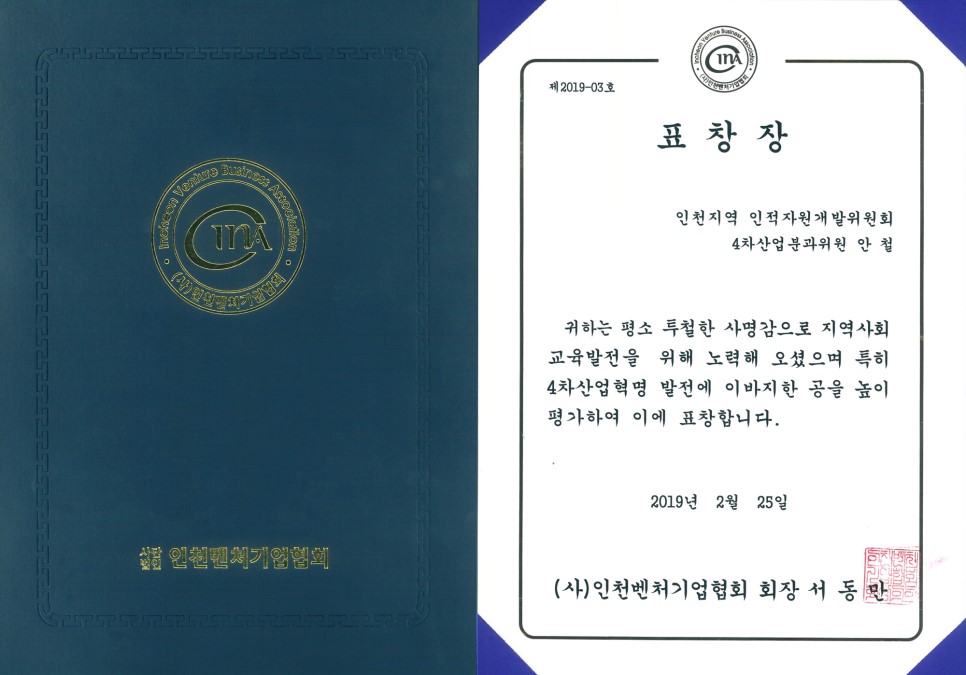 Incheon Venture Business Association
CINA
(사)인천벤처기업협회
사단법인 인천벤처기업협회
Incheon Venture Business Association
CINA
(사)인천벤처기업협회
제2019-03호
표 창 장
인천지역 인적자원개발위원회
4차산업분과위원 안 철
귀하는 평소 특철한 사명감으로 지역사회
교육발전을 위해 노력해 오셨으며 특히
4차산업혁명 발전에 이바지한 공을 높이
평가하여 이에 표창합니다.
2019년 2월 25일
(사)인천벤처기업협회 회장 서 동 만